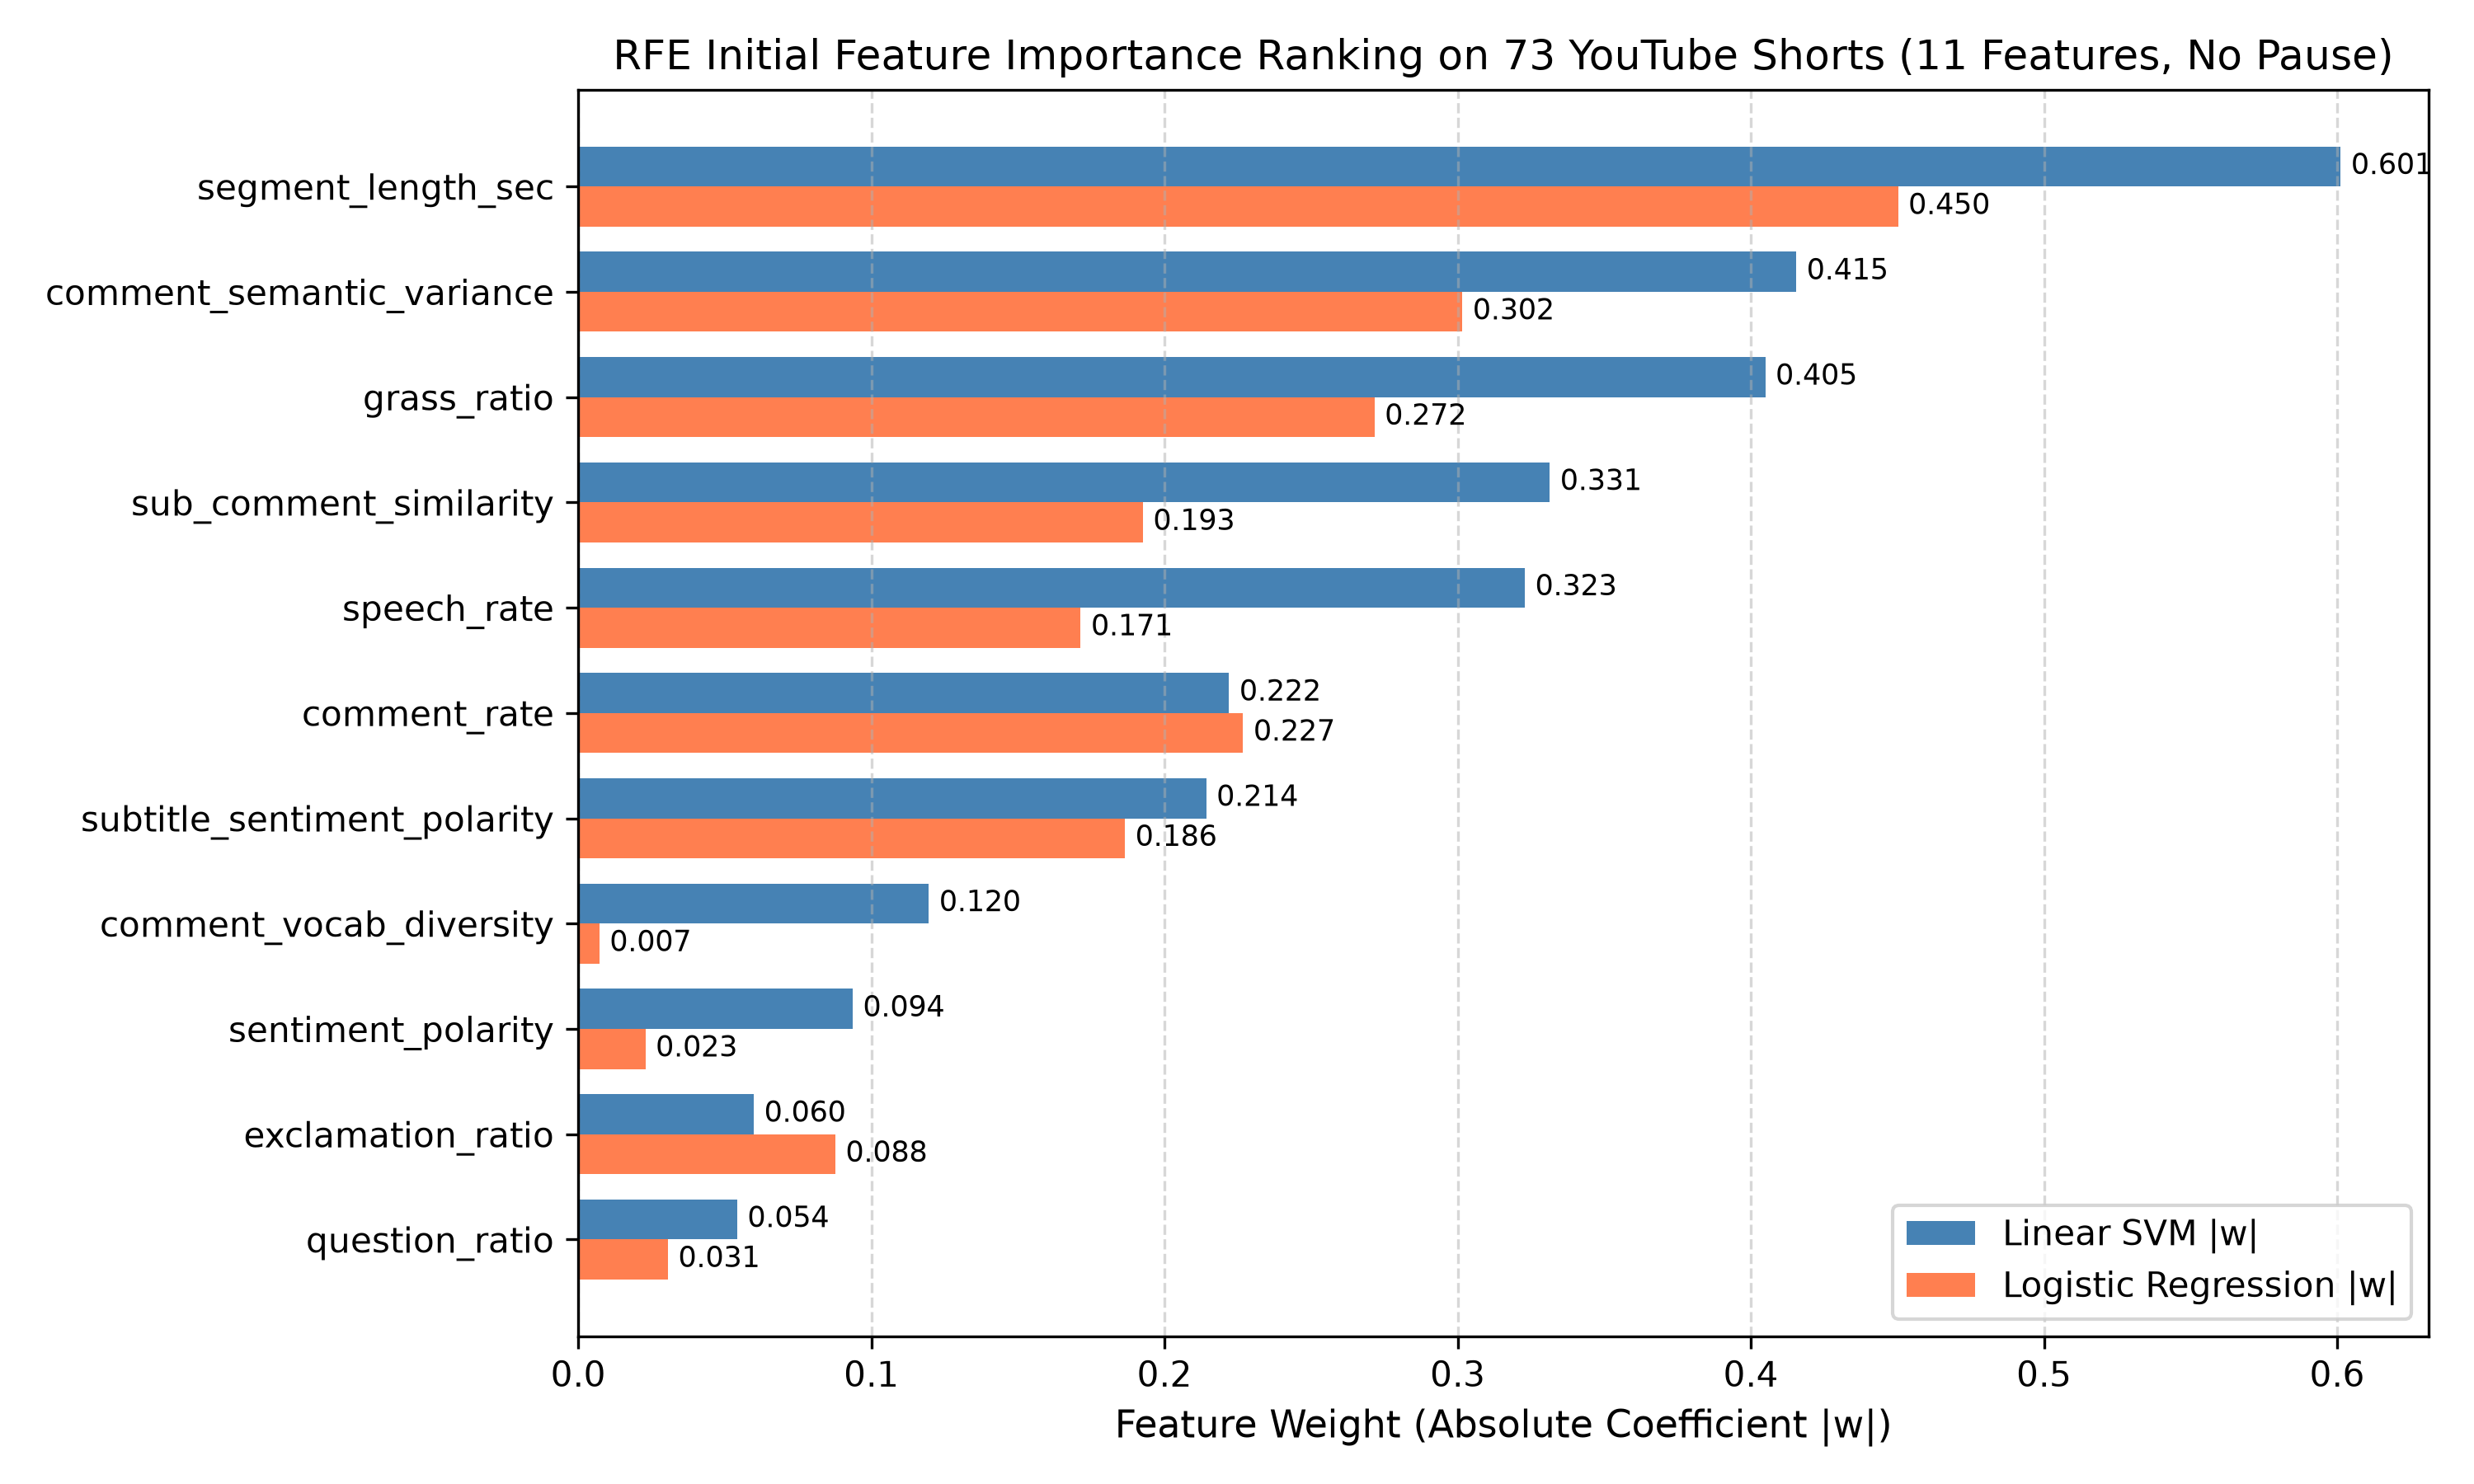 RFE Initial Feature Importance Ranking on 73 YouTube Shorts (11 Features, No Pause)
segment_length_sec
0.601
0.450
comment_semantic_variance
0.415
0.302
grass_ratio
0.405
0.272
sub_comment_similarity
0.331
0.193
speech_rate
0.323
0.171
comment_rate
0.222
0.227
subtitle_sentiment_polarity
0.214
0.186
comment_vocab_diversity
0.120
0.007
sentiment_polarity
0.094
0.023
exclamation_ratio
0.060
0.088
question_ratio
0.054
0.031
Linear SVM |w|
Logistic Regression |w|
0.0 0.1 0.2 0.3 0.4 0.5 0.6
Feature Weight (Absolute Coefficient |w|)